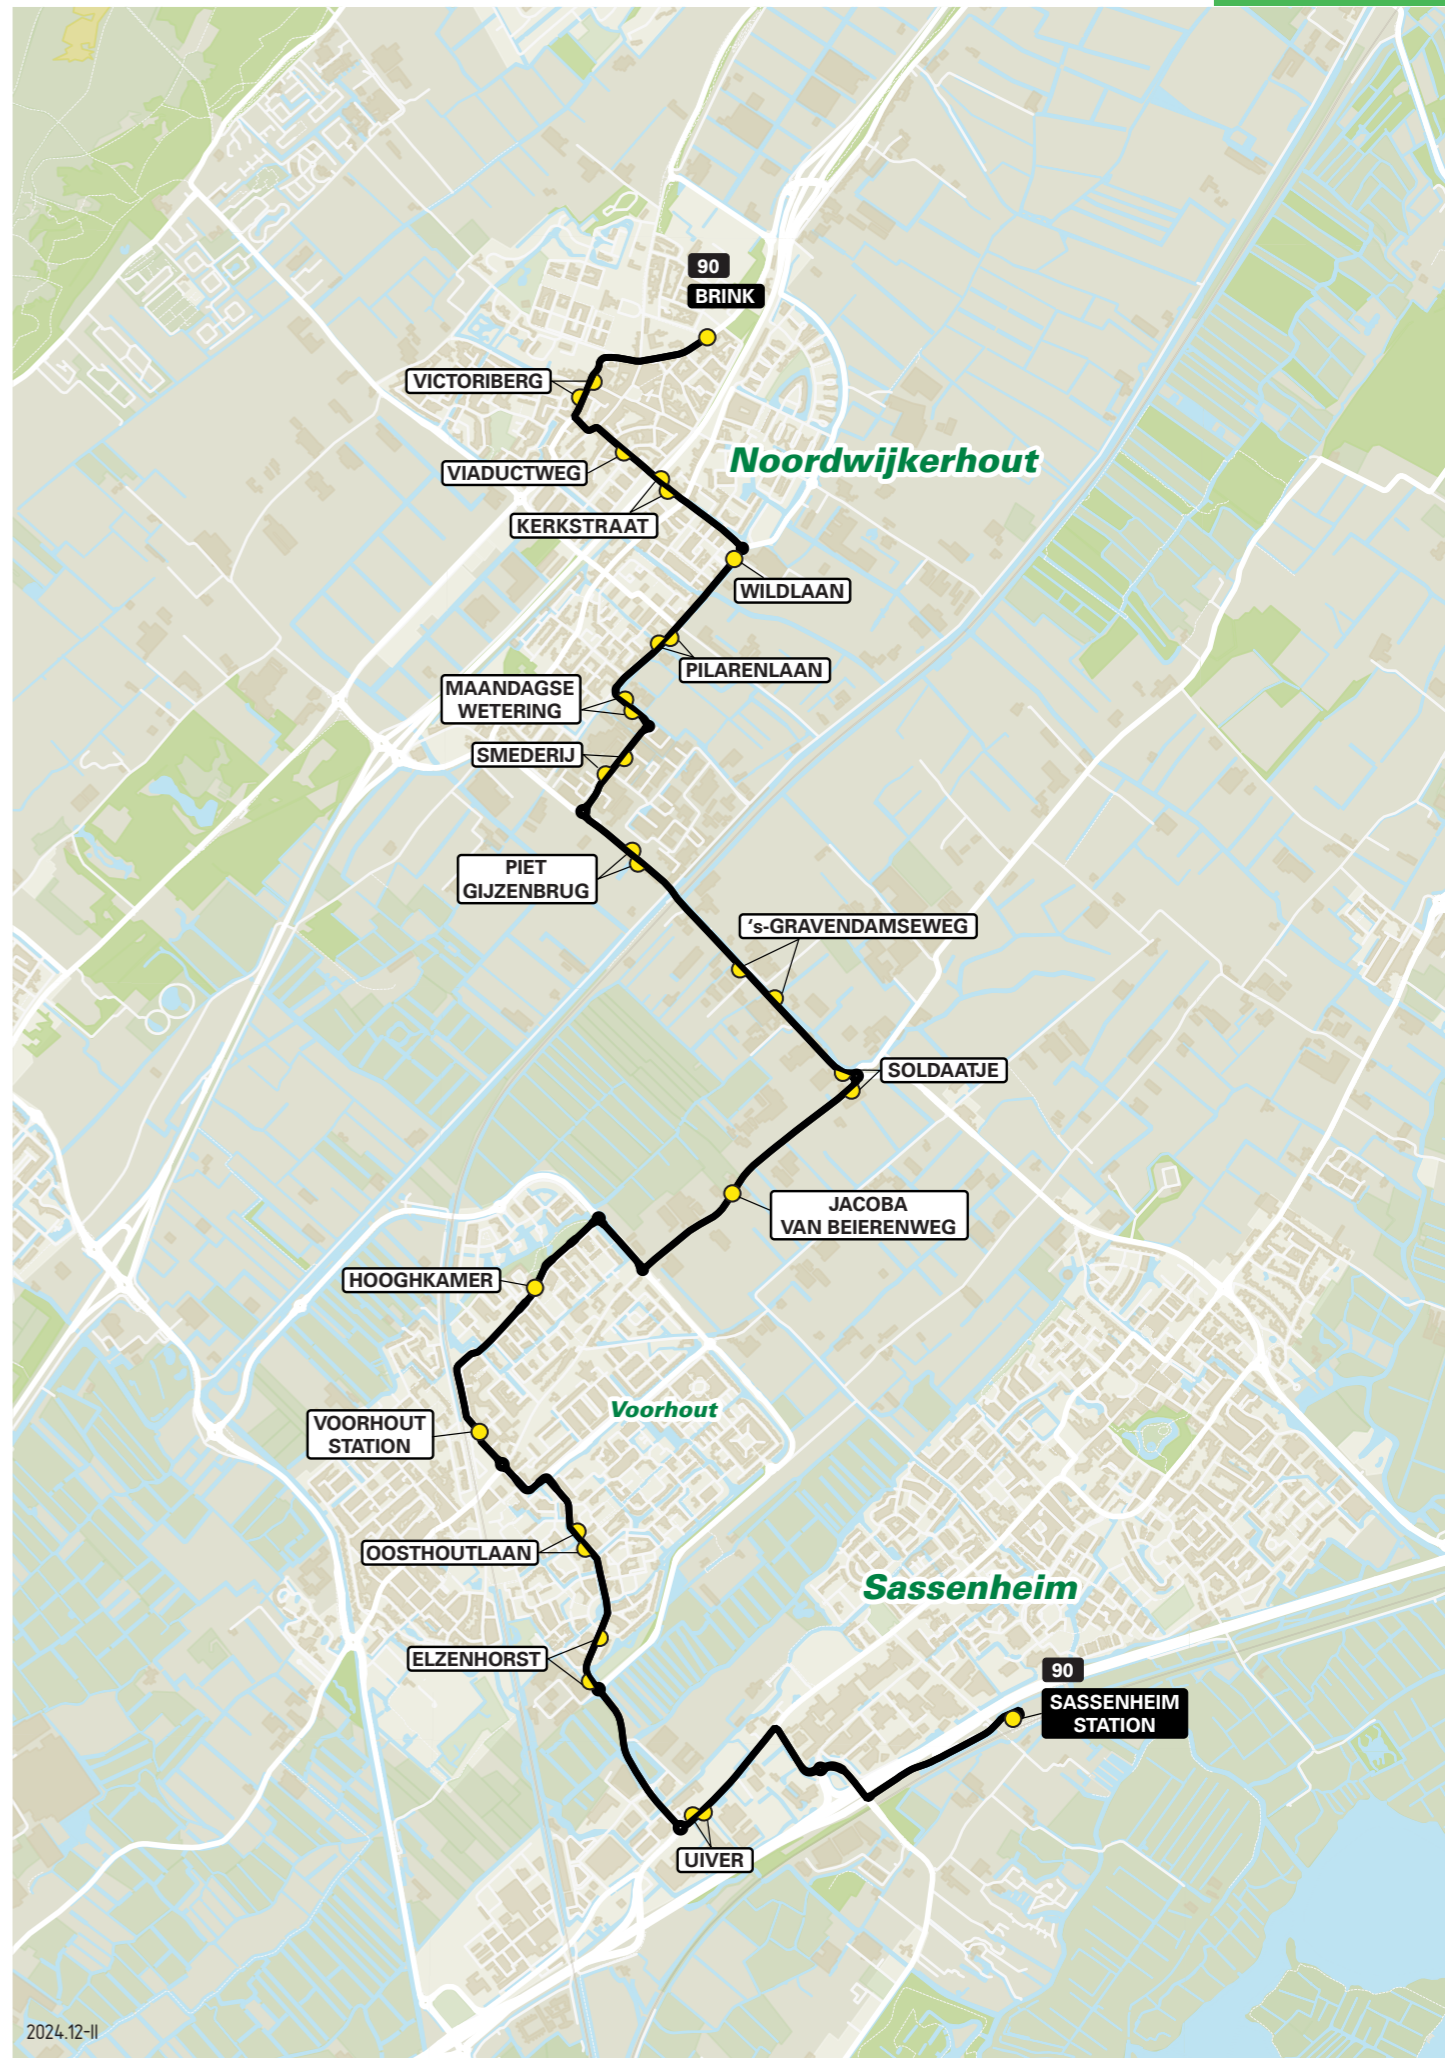 90
BRINK
VICTORIBERG
VIADUCTWEG
Noordwijkerhout
KERKSTRAAT
WILDLAAN
PILARENLAAN
MAANDAGSE
WETERING
SMEDERIJ
PIET
GIJZENBRUG
‘s-GRAVENDAMSEWEG
SOLDAATJE
JACOBA
VAN BEIERENWEG
HOOGHKAMER
Voorhout
VOORHOUT
STATION
OOSTHOUTLAAN
Sassenheim
ELZENHORST
90
SASSENHEIM
STATION
UIVER
2024.12-II